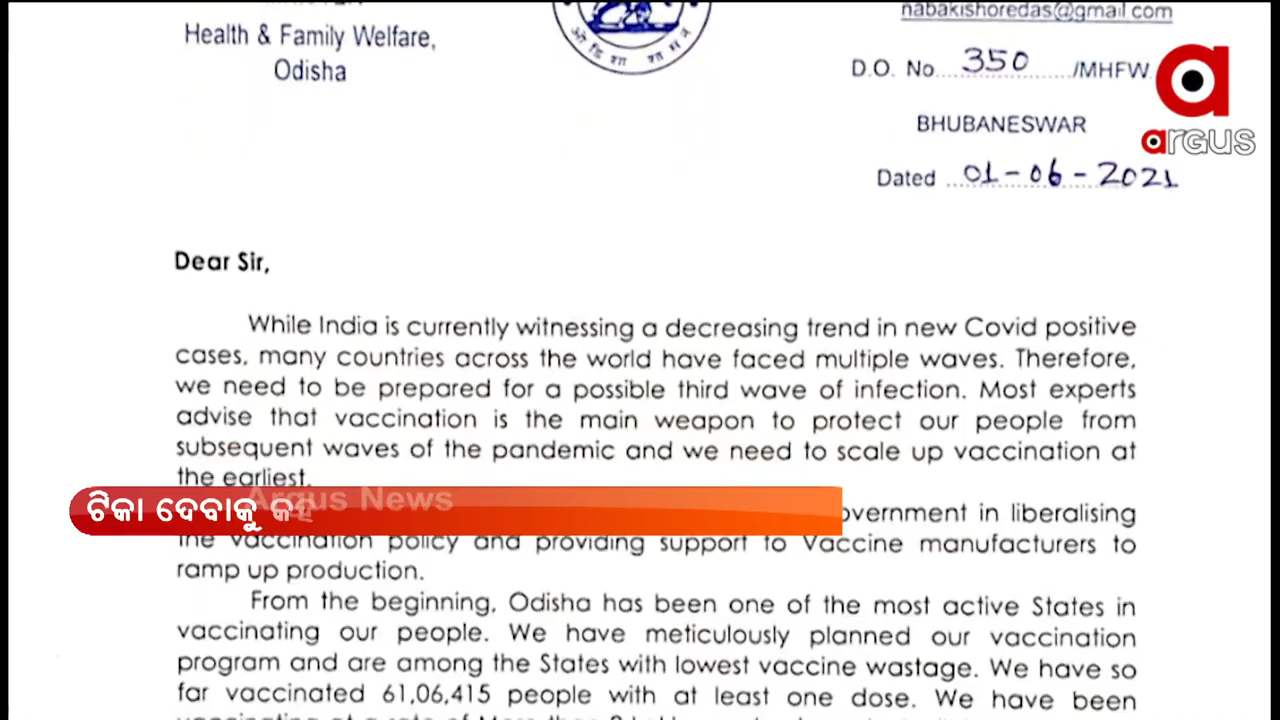 Health & Family Welfare,
Odisha
nabakishoredas@gmail.com
D.O. No. 350 /MHFW.
BHUBANESWAR
Dated 01-06-2021
argus
Dear Sir,
While India is currently witnessing a decreasing trend in new Covid positive
cases, many countries across the world have faced multiple waves. Therefore,
we need to be prepared for a possible third wave of infection. Most experts
advise that vaccination is the main weapon to protect our people from
subsequent waves of the pandemic and we need to scale up vaccination at
the earliest.
Argus News
ଟିକା ଦେବାକୁ
overnment in liberalising
the vaccination policy and providing support to Vaccine manufacturers to
ramp up production.
From the beginning, Odisha has been one of the most active States in
vaccinating our people. We have meticulously planned our vaccination
program and are among the States with lowest vaccine wastage. We have so
far vaccinated 61,06,415 people with at least one dose. We have been